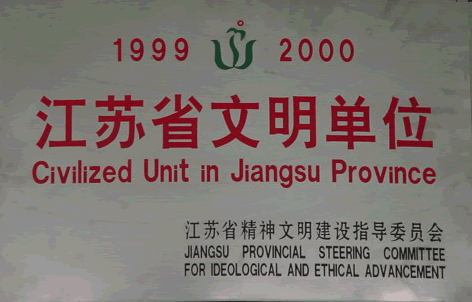 1999 2000
江苏省文明单位
Civilized Unit in Jiangsu Province
江苏省精神文明建设指导委员会
JIANGSU PROVINCIAL STEERING COMMITTEE
FOR IDEOLOGICAL AND ETHICAL ADVANCEMENT